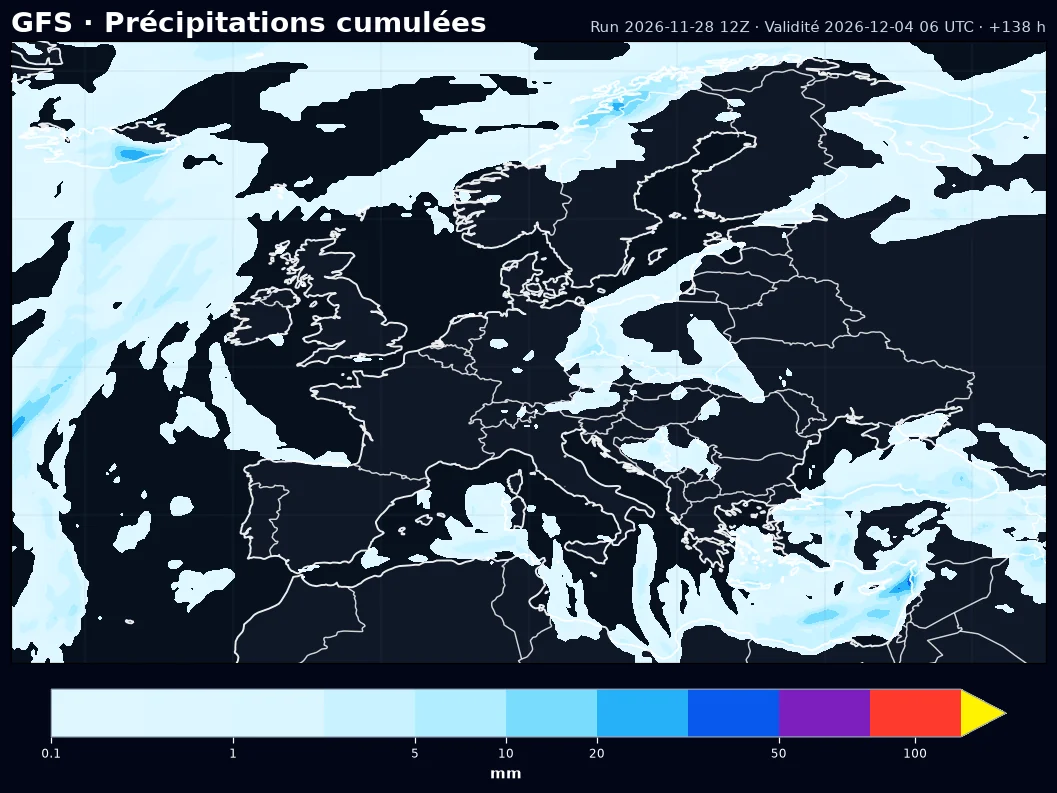 GFS · Précipitations cumulées
Run 2026-11-28 12Z · Validité 2026-12-04 06 UTC · +138 h
0.1 1 5 10 20 50 100
mm